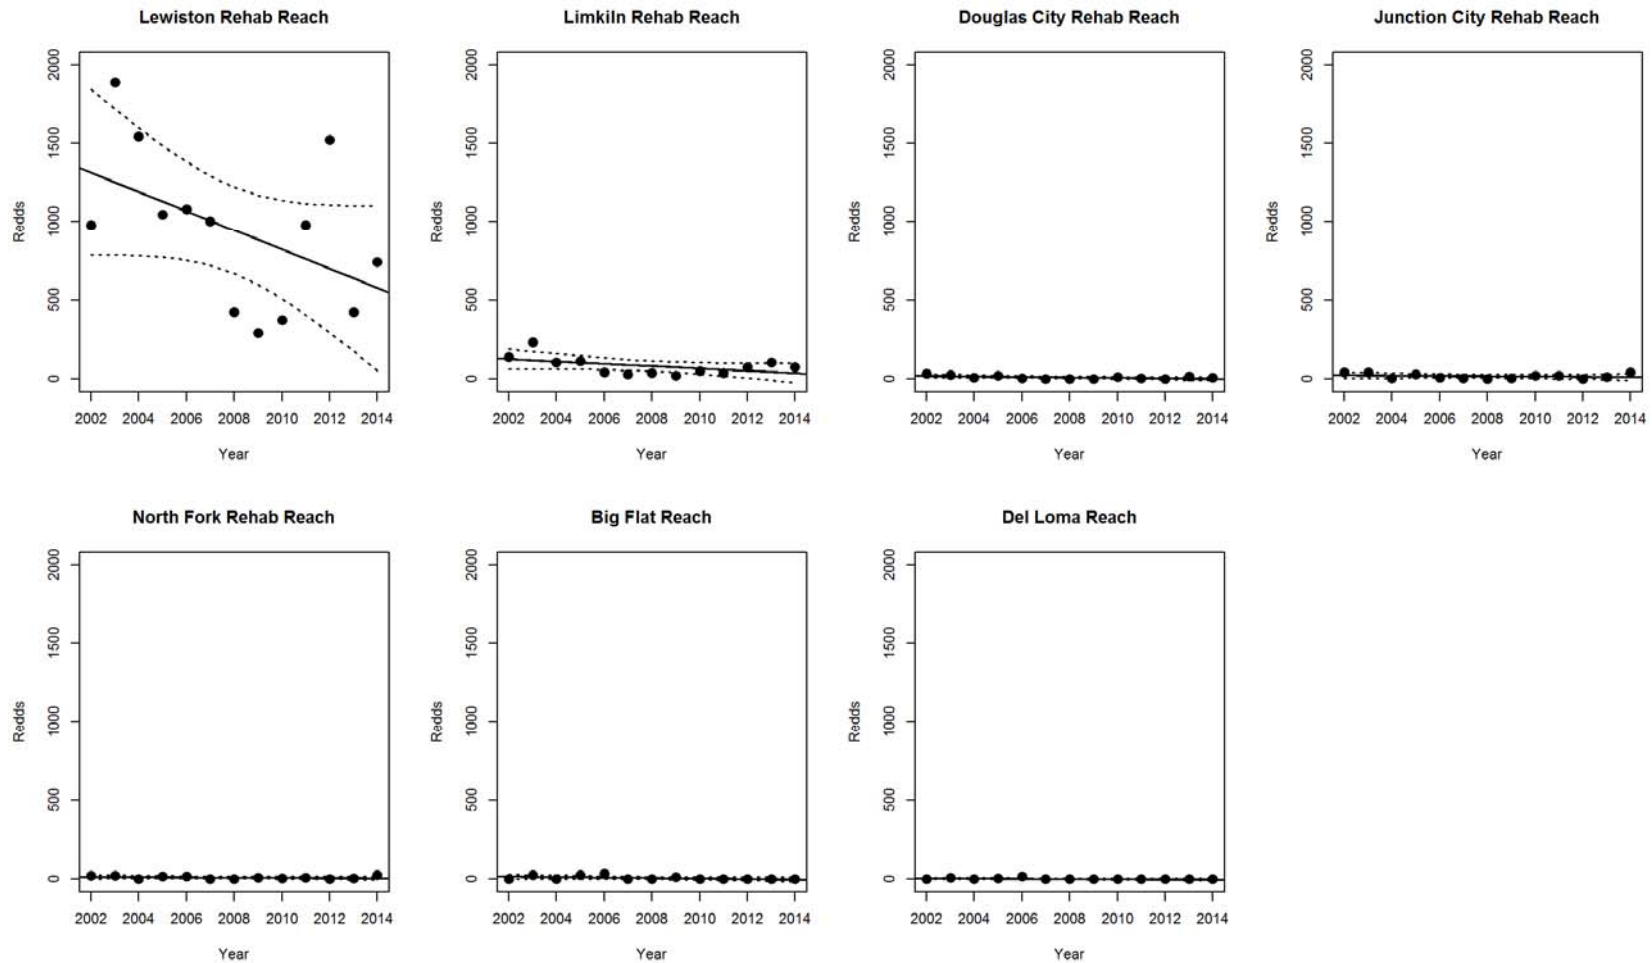 Lewiston Rehab Reach
Redds
2000
1500
1000
500
0
2002 2004 2006 2008 2010 2012 2014
Year
Limkiln Rehab Reach
Redds
2000
1500
1000
500
0
2002 2004 2006 2008 2010 2012 2014
Year
Douglas City Rehab Reach
Redds
2000
1500
1000
500
0
2002 2004 2006 2008 2010 2012 2014
Year
Junction City Rehab Reach
Redds
2000
1500
1000
500
0
2002 2004 2006 2008 2010 2012 2014
Year
North Fork Rehab Reach
Redds
2000
1500
1000
500
0
2002 2004 2006 2008 2010 2012 2014
Year
Big Flat Reach
Redds
2000
1500
1000
500
0
2002 2004 2006 2008 2010 2012 2014
Year
Del Loma Reach
Redds
2000
1500
1000
500
0
2002 2004 2006 2008 2010 2012 2014
Year